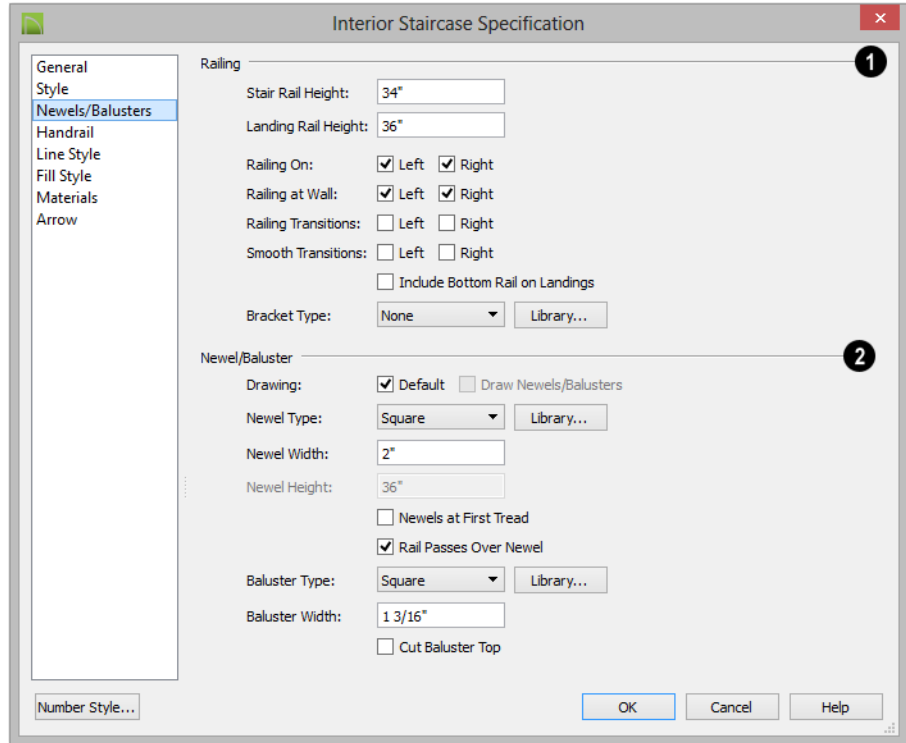 Interior Staircase Specification
General
Style
Newels/Balusters
Handrail
Line Style
Fill Style
Materials
Arrow
Railing 1
Stair Rail Height: 34"
Landing Rail Height: 36"
Railing On: Left Right
Railing at Wall: Left Right
Railing Transitions: Left Right
Smooth Transitions: Left Right
Include Bottom Rail on Landings
Bracket Type: None Library...
Newel/Baluster 2
Drawing: Default Draw Newels/Balusters
Newel Type: Square Library...
Newel Width: 2"
Newel Height: 36"
Newels at First Tread
Rail Passes Over Newel
Baluster Type: Square Library...
Baluster Width: 1 3/16"
Cut Baluster Top
Number Style... OK Cancel Help